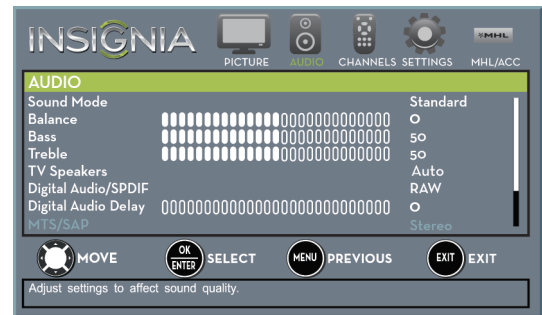 INSIGNIA
PICTURE AUDIO CHANNELS SETTINGS MHL MHL/ACC
AUDIO
Sound Mode Standard
Balance 0
Bass 50
Treble 50
TV Speakers Auto
Digital Audio/SPDIF RAW
Digital Audio Delay 0
MTS/SAP Stereo
MOVE OK ENTER SELECT MENU PREVIOUS EXIT EXIT
Adjust settings to affect sound quality.